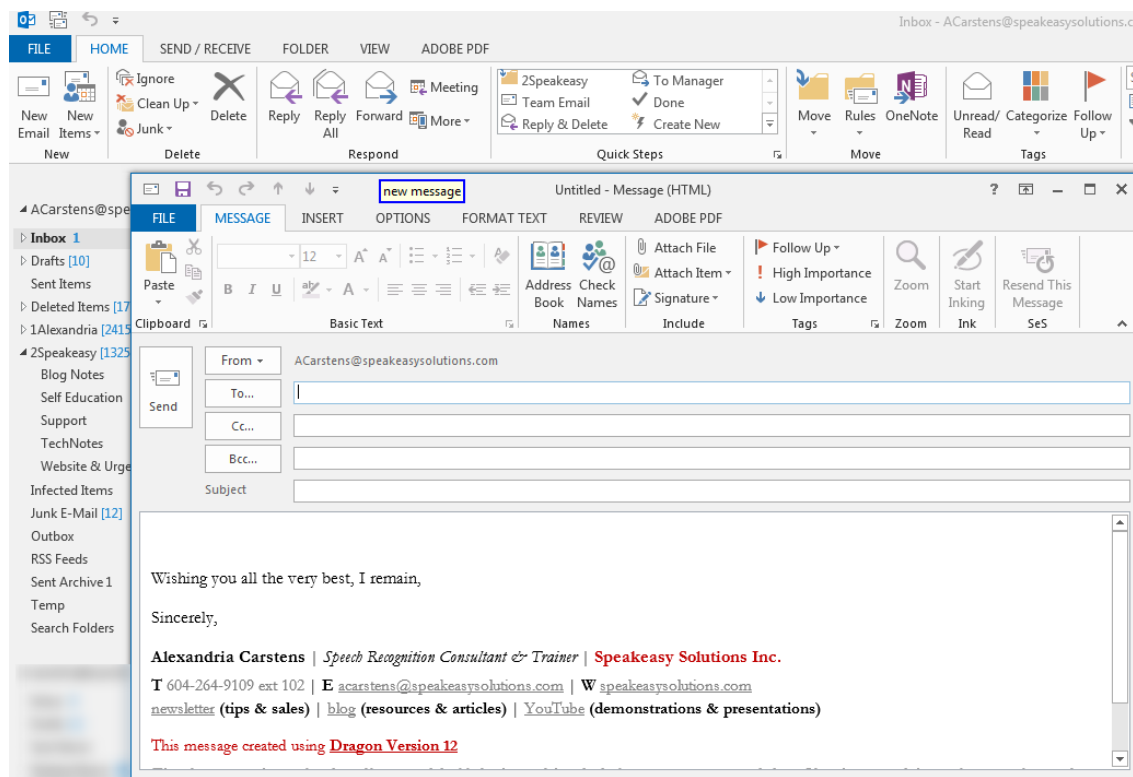 Inbox - ACarstens@speakeasysolutions.c
FILE HOME SEND / RECEIVE FOLDER VIEW ADOBE PDF
New Email New Items Ignore Clean Up Junk Delete Reply Reply All Forward Meeting More
2Speakeasy To Manager
Team Email Done
Reply & Delete Create New
Move Rules OneNote Unread/ Read Categorize Follow Up
New Delete Respond Quick Steps Move Tags
new message Untitled - Message (HTML) ?
FILE MESSAGE INSERT OPTIONS FORMAT TEXT REVIEW ADOBE PDF
Paste 12 A A
B I U aby A
Address Book Check Names
Attach File
Attach Item
Signature
Follow Up
High Importance
Low Importance
Zoom Start Inking Resend This Message
Clipboard Basic Text Names Include Tags Zoom Ink SeS
ACarstens@spe
Inbox 1
Drafts [10]
Sent Items
Deleted Items [17
1Alexandria [2415
2Speakeasy [1325
Blog Notes
Self Education
Support
TechNotes
Website & Urge
Infected Items
Junk E-Mail [12]
Outbox
RSS Feeds
Sent Archive1
Temp
Search Folders
Send
From ACarstens@speakeasysolutions.com
To...
Cc...
Bcc...
Subject
Wishing you all the very best, I remain,
Sincerely,
Alexandria Carstens | Speech Recognition Consultant & Trainer | Speakeasy Solutions Inc.
T 604-264-9109 ext 102 | E acarstens@speakeasysolutions.com | W speakeasysolutions.com
newsletter (tips & sales) | blog (resources & articles) | YouTube (demonstrations & presentations)
This message created using Dragon Version 12